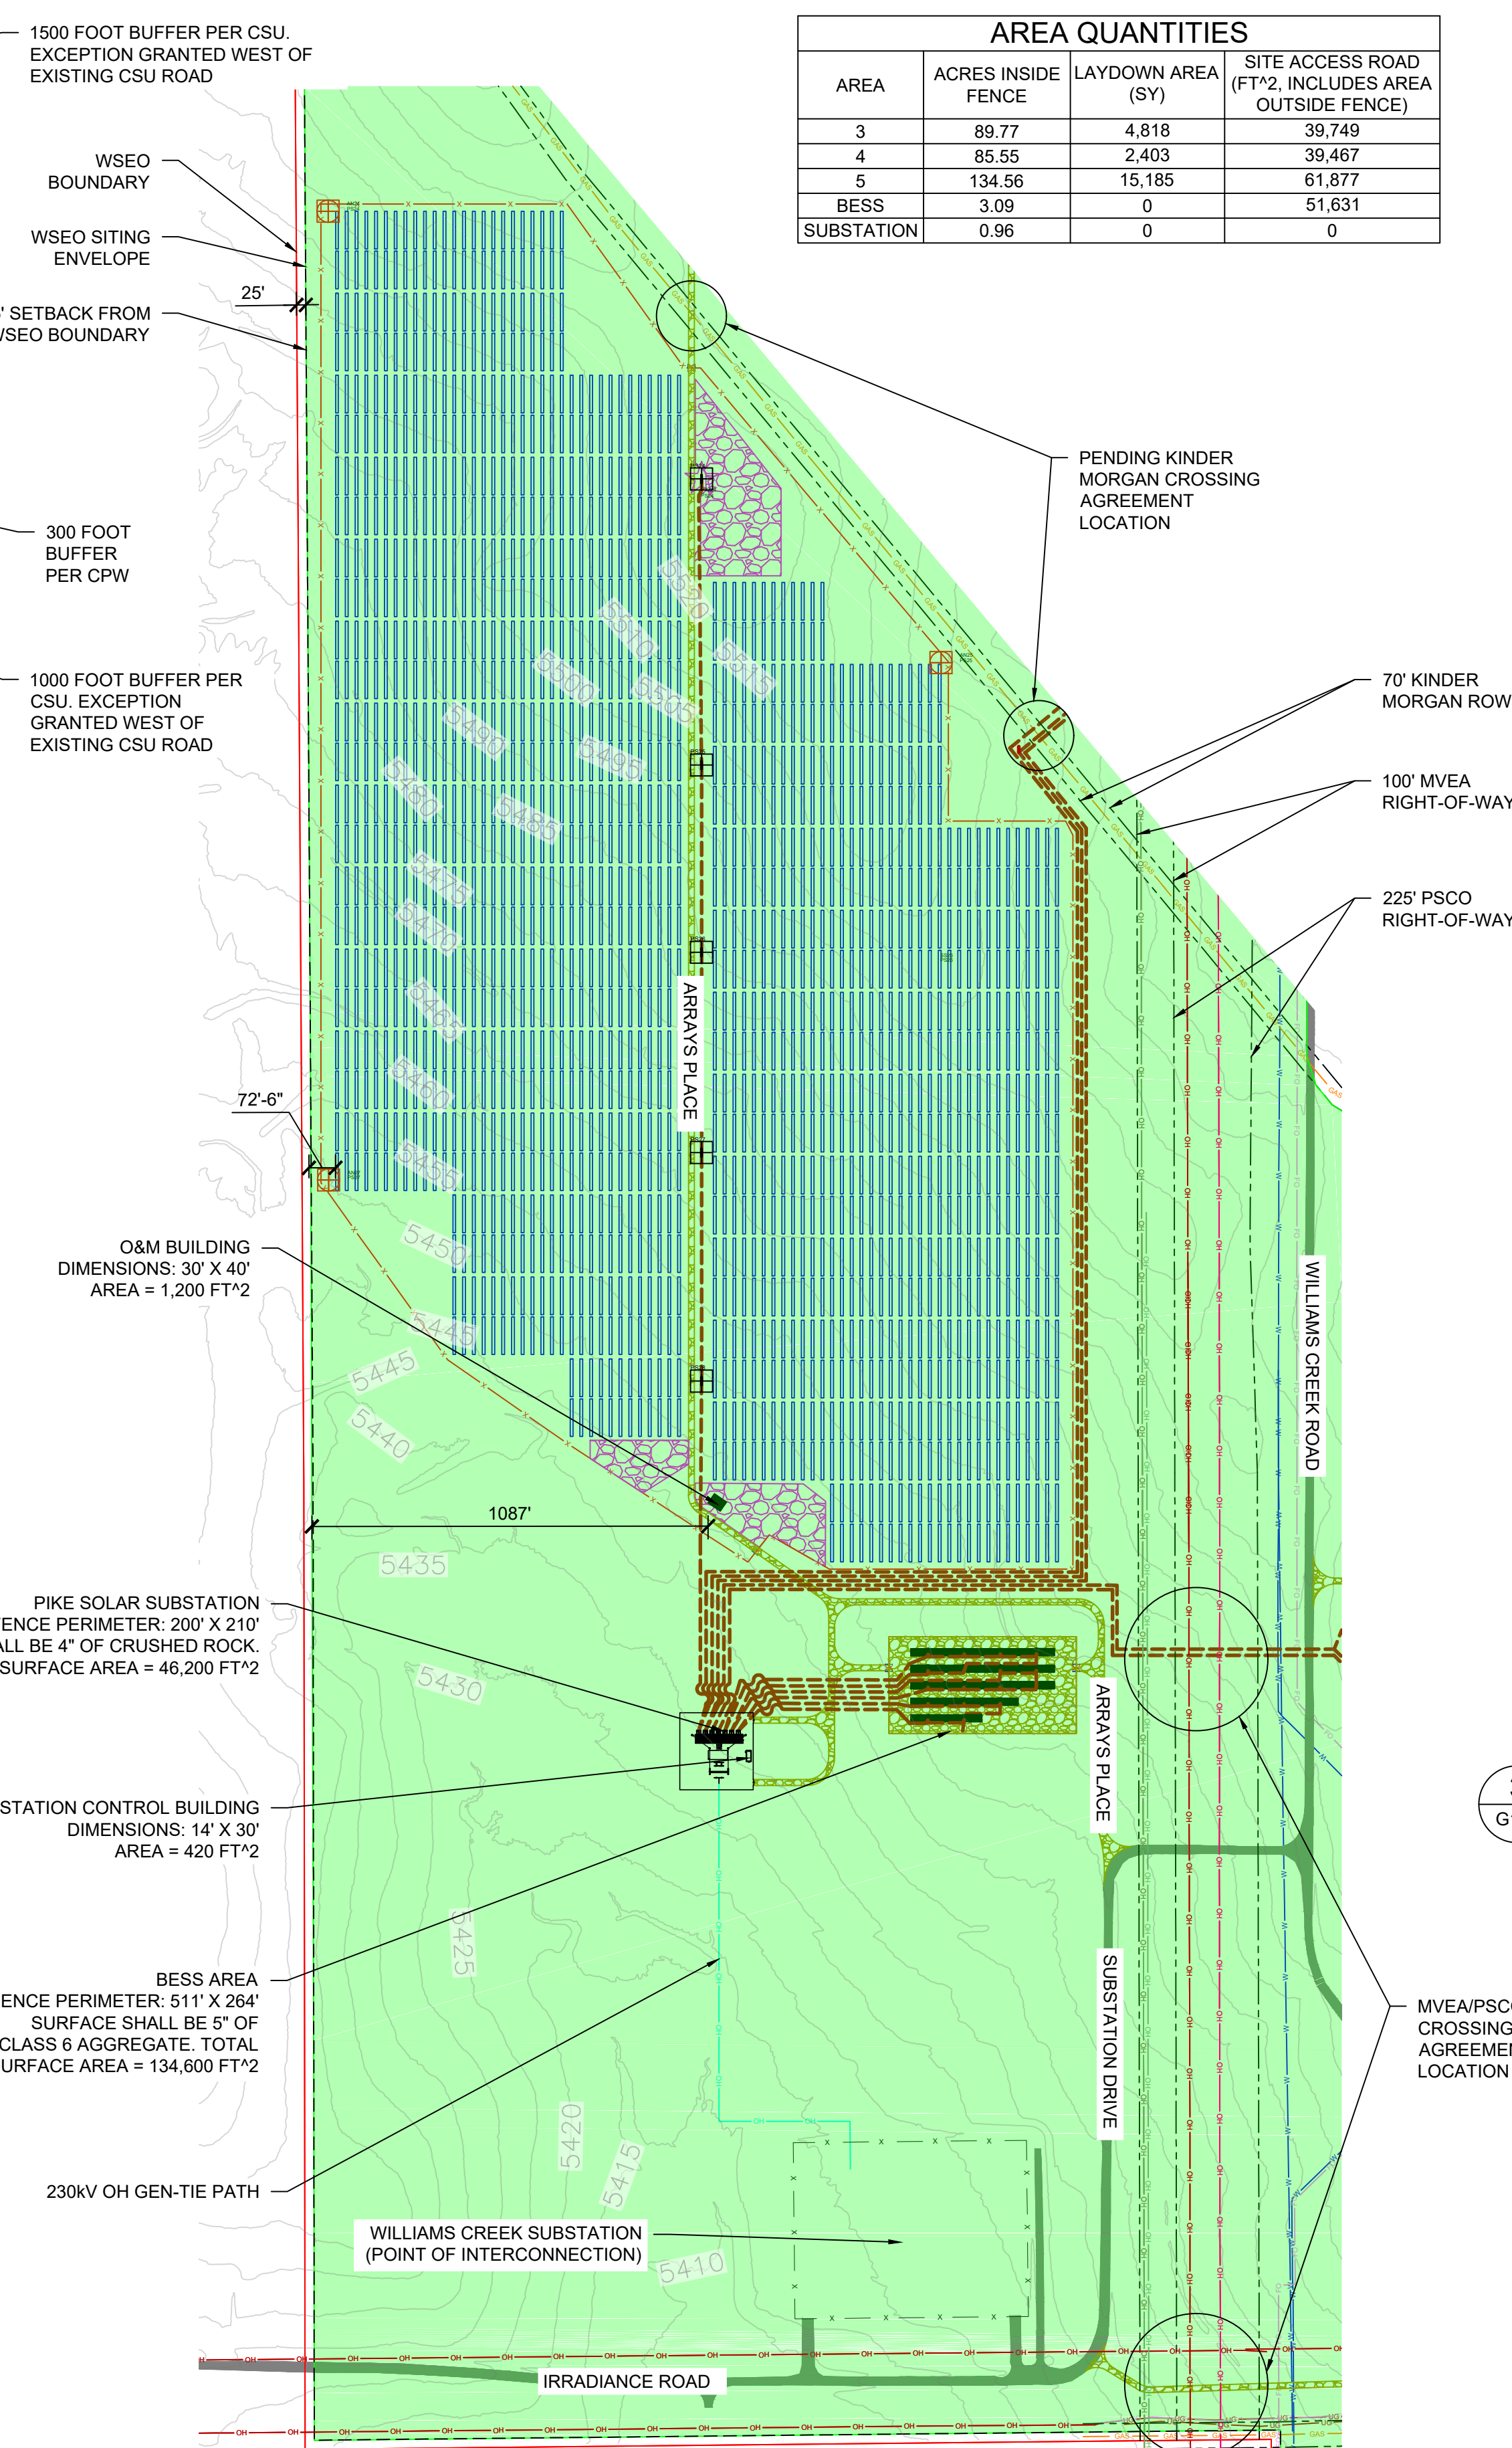 1500 FOOT BUFFER PER CSU.
EXCEPTION GRANTED WEST OF
EXISTING CSU ROAD
AREA QUANTITIES
AREA
ACRES INSIDE
FENCE
LAYDOWN AREA
(SY)
SITE ACCESS ROAD
(FT^2, INCLUDES AREA
OUTSIDE FENCE)
3 89.77 4,818 39,749
4 85.55 2,403 39,467
5 134.56 15,185 61,877
BESS 3.09 0 51,631
SUBSTATION 0.96 0 0
WSEO
BOUNDARY
WSEO SITING
ENVELOPE
25'
' SETBACK FROM
WSEO BOUNDARY
PENDING KINDER
MORGAN CROSSING
AGREEMENT
LOCATION
300 FOOT
BUFFER
PER CPW
1000 FOOT BUFFER PER
CSU. EXCEPTION
GRANTED WEST OF
EXISTING CSU ROAD
70' KINDER
MORGAN ROW
100' MVEA
RIGHT-OF-WAY
225' PSCO
RIGHT-OF-WAY
5520
5510
5515
5500
5505
5490
5495
5480
5485
5475
5470
5465
5460
5455
5450
5445
5445
5440
5435
5430
5425
5420
5415
5410
ARRAYS PLACE
72'-6"
O&M BUILDING
DIMENSIONS: 30' X 40'
AREA = 1,200 FT^2
WILLIAMS CREEK ROAD
1087'
PIKE SOLAR SUBSTATION
FENCE PERIMETER: 200' X 210'
ALL BE 4" OF CRUSHED ROCK.
SURFACE AREA = 46,200 FT^2
ARRAYS PLACE
STATION CONTROL BUILDING
DIMENSIONS: 14' X 30'
AREA = 420 FT^2
BESS AREA
ENCE PERIMETER: 511' X 264'
SURFACE SHALL BE 5" OF
CLASS 6 AGGREGATE. TOTAL
URFACE AREA = 134,600 FT^2
SUBSTATION DRIVE
MVEA/PSC
CROSSING
AGREEMEN
LOCATION
230kV OH GEN-TIE PATH
WILLIAMS CREEK SUBSTATION
(POINT OF INTERCONNECTION)
IRRADIANCE ROAD
GAS
OH
W
FO
UG
X